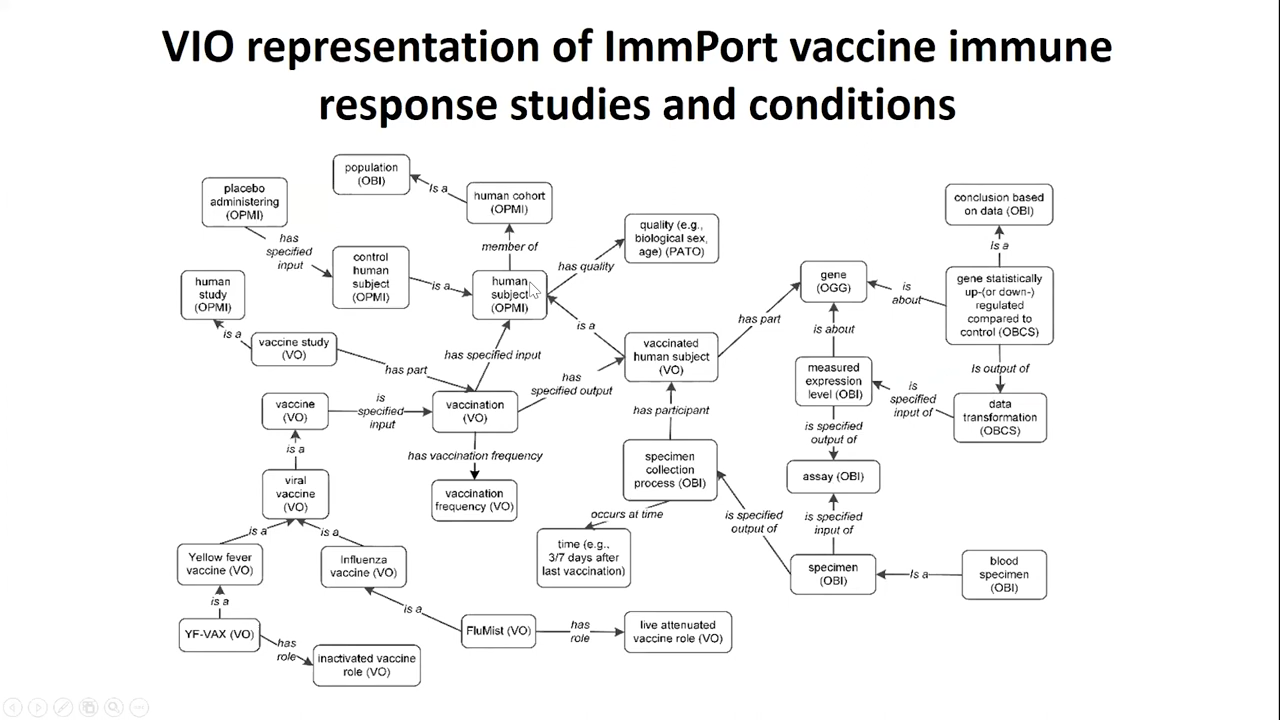 VIO representation of ImmPort vaccine immune
response studies and conditions
population
(OBI)
Is a
placebo
administering
(OPMI)
human cohort
(OPMI)
conclusion based
on data (OBI)
has
specified
input
member of
quality (e.g.,
biological sex,
age) (PATO)
Is a
control
human
subject
(OPMI)
is a
has quality
human
study
(OPMI)
human
subject
(OPMI)
gene
(OGG)
is
about
gene statistically
up-(or down-)
regulated
compared to
control (OBCS)
is a
vaccine study
(VO)
is a
has part
is about
has specified input
vaccinated
human subject
(VO)
has part
measured
expression
level (OBI)
Is output of
has
specified output
is
specified
input of
vaccine
(VO)
is
specified
input
vaccination
(VO)
has participant
data
transformation
(OBCS)
is specified
output of
is a
has vaccination frequency
specimen
collection
process (OBI)
assay (OBI)
viral
vaccine
(VO)
vaccination
frequency (VO)
occurs at time
is specified
output of
is specified
input of
is a
is a
Yellow fever
vaccine (VO)
Influenza
vaccine (VO)
time (e.g.,
3/7 days after
last vaccination)
specimen
(OBI)
Is a
blood
specimen
(OBI)
is a
is a
YF-VAX (VO)
has
role
FluMist (VO)
has
role
live attenuated
vaccine role (VO)
inactivated vaccine
role (VO)